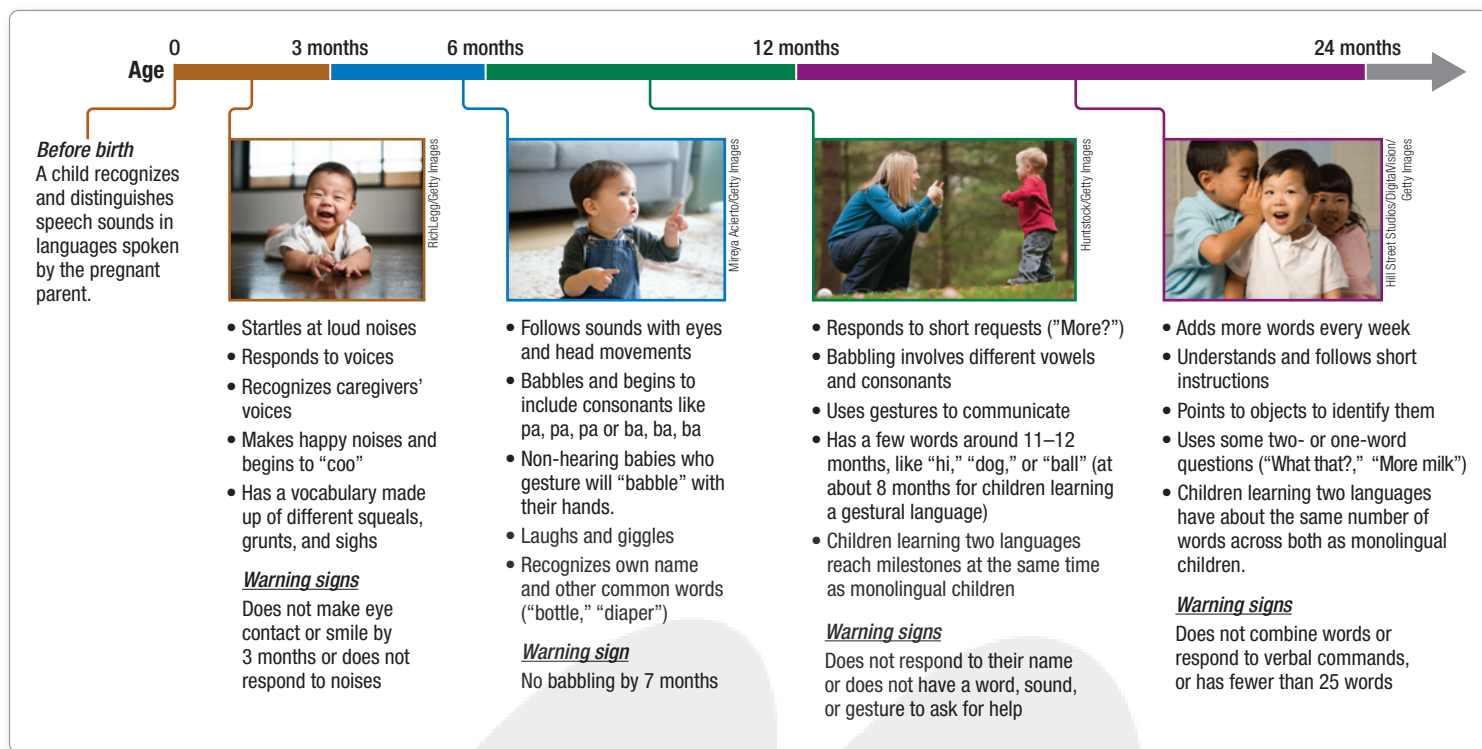 0
3 months
6 months
12 months
24 months
Age
Before birth
A child recognizes
and distinguishes
speech sounds in
languages spoken
by the pregnant
parent.
RichLegg/Getty Images
• Startles at loud noises
• Responds to voices
• Recognizes caregivers’
voices
• Makes happy noises and
begins to “coo”
• Has a vocabulary made
up of different squeals,
grunts, and sighs
Warning signs
Does not make eye
contact or smile by
3 months or does not
respond to noises
Mireya Acierto/Getty Images
• Follows sounds with eyes
and head movements
• Babbles and begins to
include consonants like
pa, pa, pa or ba, ba, ba
• Non-hearing babies who
gesture will “babble” with
their hands.
• Laughs and giggles
• Recognizes own name
and other common words
(“bottle,” “diaper”)
Warning sign
No babbling by 7 months
Huntstock/Getty Images
• Responds to short requests (”More?”)
• Babbling involves different vowels
and consonants
• Uses gestures to communicate
• Has a few words around 11–12
months, like “hi,” “dog,” or “ball” (at
about 8 months for children learning
a gestural language)
• Children learning two languages
reach milestones at the same time
as monolingual children
Warning signs
Does not respond to their name
or does not have a word, sound,
or gesture to ask for help
Hill Street Studios/DigitalVision/
Getty Images
• Adds more words every week
• Understands and follows short
instructions
• Points to objects to identify them
• Uses some two- or one-word
questions (“What that?,” “More milk”)
• Children learning two languages
have about the same number of
words across both as monolingual
children.
Warning signs
Does not combine words or
respond to verbal commands,
or has fewer than 25 words